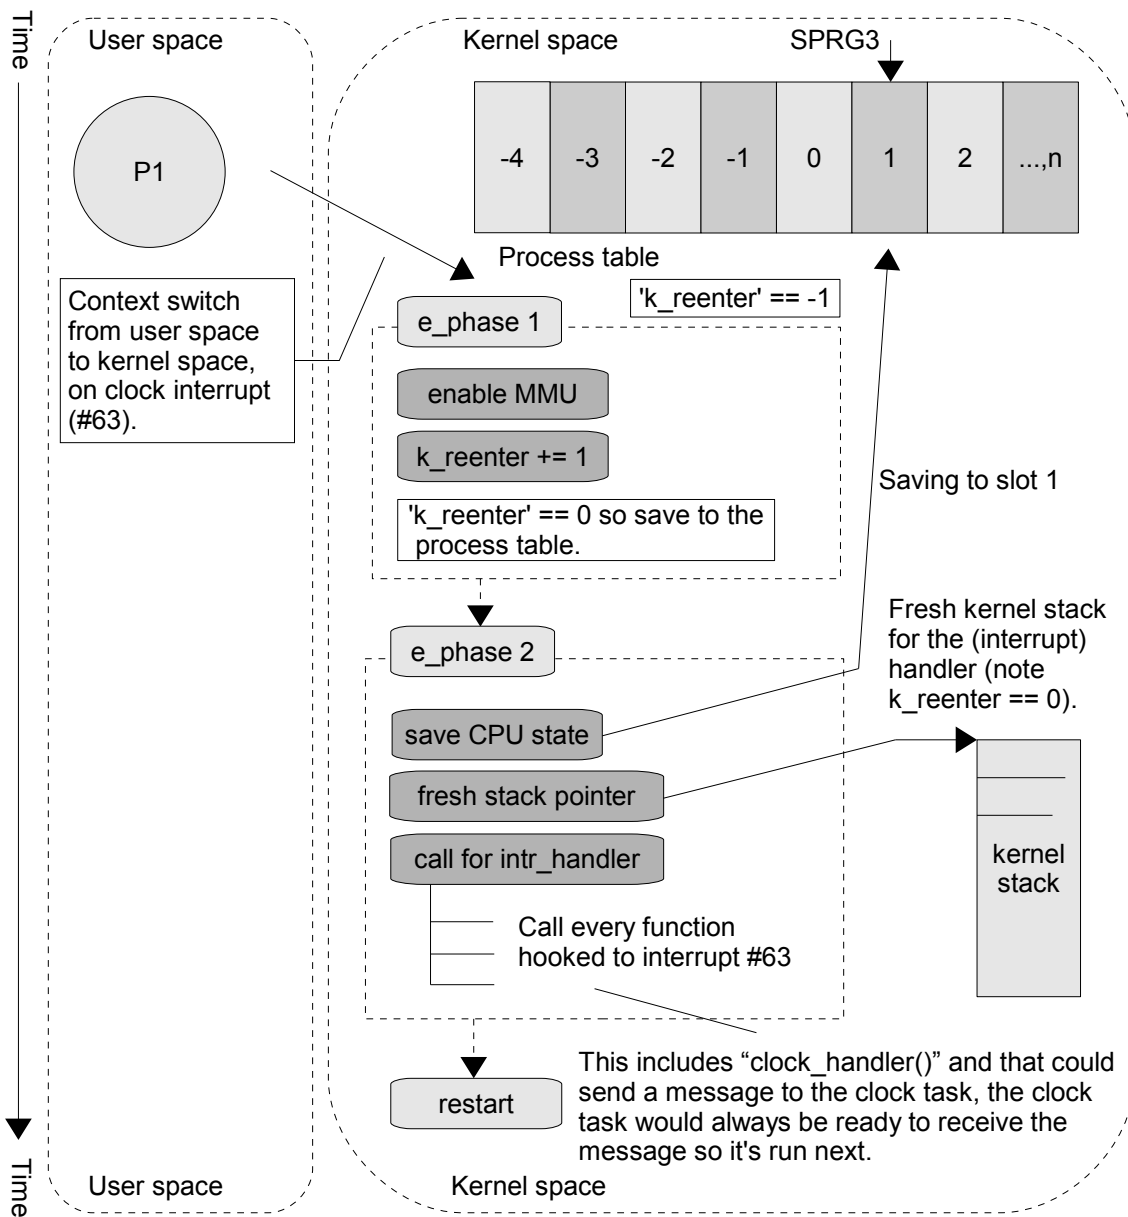 Time
User space
Kernel space
SPRG3
P1
-4
-3
-2
-1
0
1
2
...,n
Process table
'k_reenter' == -1
Context switch
from user space
to kernel space,
on clock interrupt
(#63).
e_phase 1
enable MMU
k_reenter += 1
'k_reenter' == 0 so save to the
process table.
Saving to slot 1
e_phase 2
Fresh kernel stack
for the (interrupt)
handler (note
k_reenter == 0).
save CPU state
fresh stack pointer
call for intr_handler
kernel
stack
Call every function
hooked to interrupt #63
This includes “clock_handler()” and that could
send a message to the clock task, the clock
task would always be ready to receive the
message so it's run next.
restart
Time
User space
Kernel space